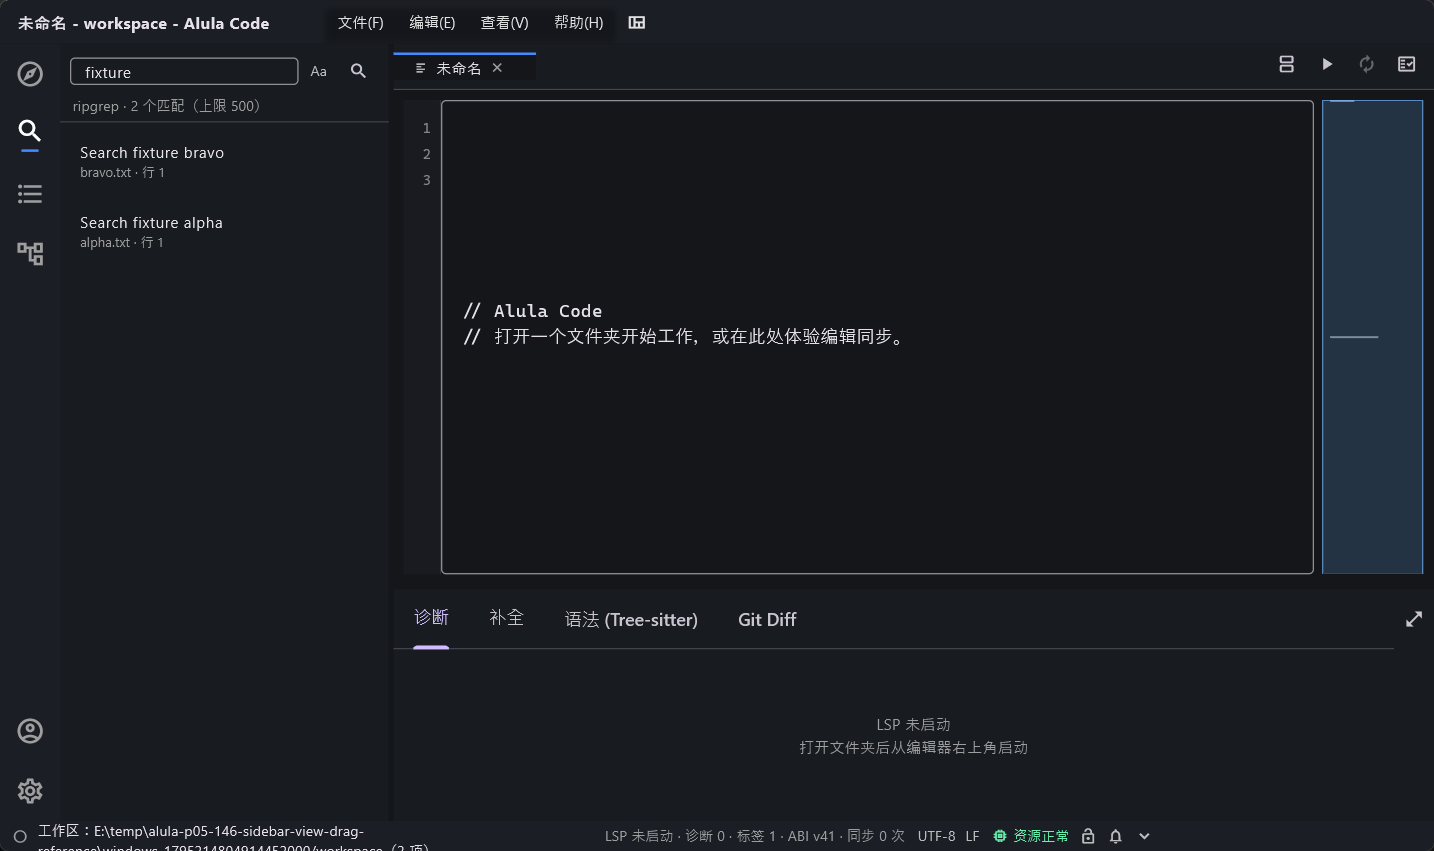 未命名 - workspace - Alula Code
文件(F) 编辑(E) 查看(V) 帮助(H)
fixture
Aa
ripgrep · 2 个匹配（上限 500）
Search fixture bravo
bravo.txt · 行 1
Search fixture alpha
alpha.txt · 行 1
未命名
1
2
3
// Alula Code
// 打开一个文件夹开始工作，或在此处体验编辑同步。
诊断 补全 语法 (Tree-sitter) Git Diff
LSP 未启动
打开文件夹后从编辑器右上角启动
工作区：E:\temp\alula-p05-146-sidebar-view-drag-
reference\windows-1795214804914452000/workspace（2 项）
LSP 未启动 · 诊断 0 · 标签 1 · ABI v41 · 同步 0 次 UTF-8 LF 资源正常